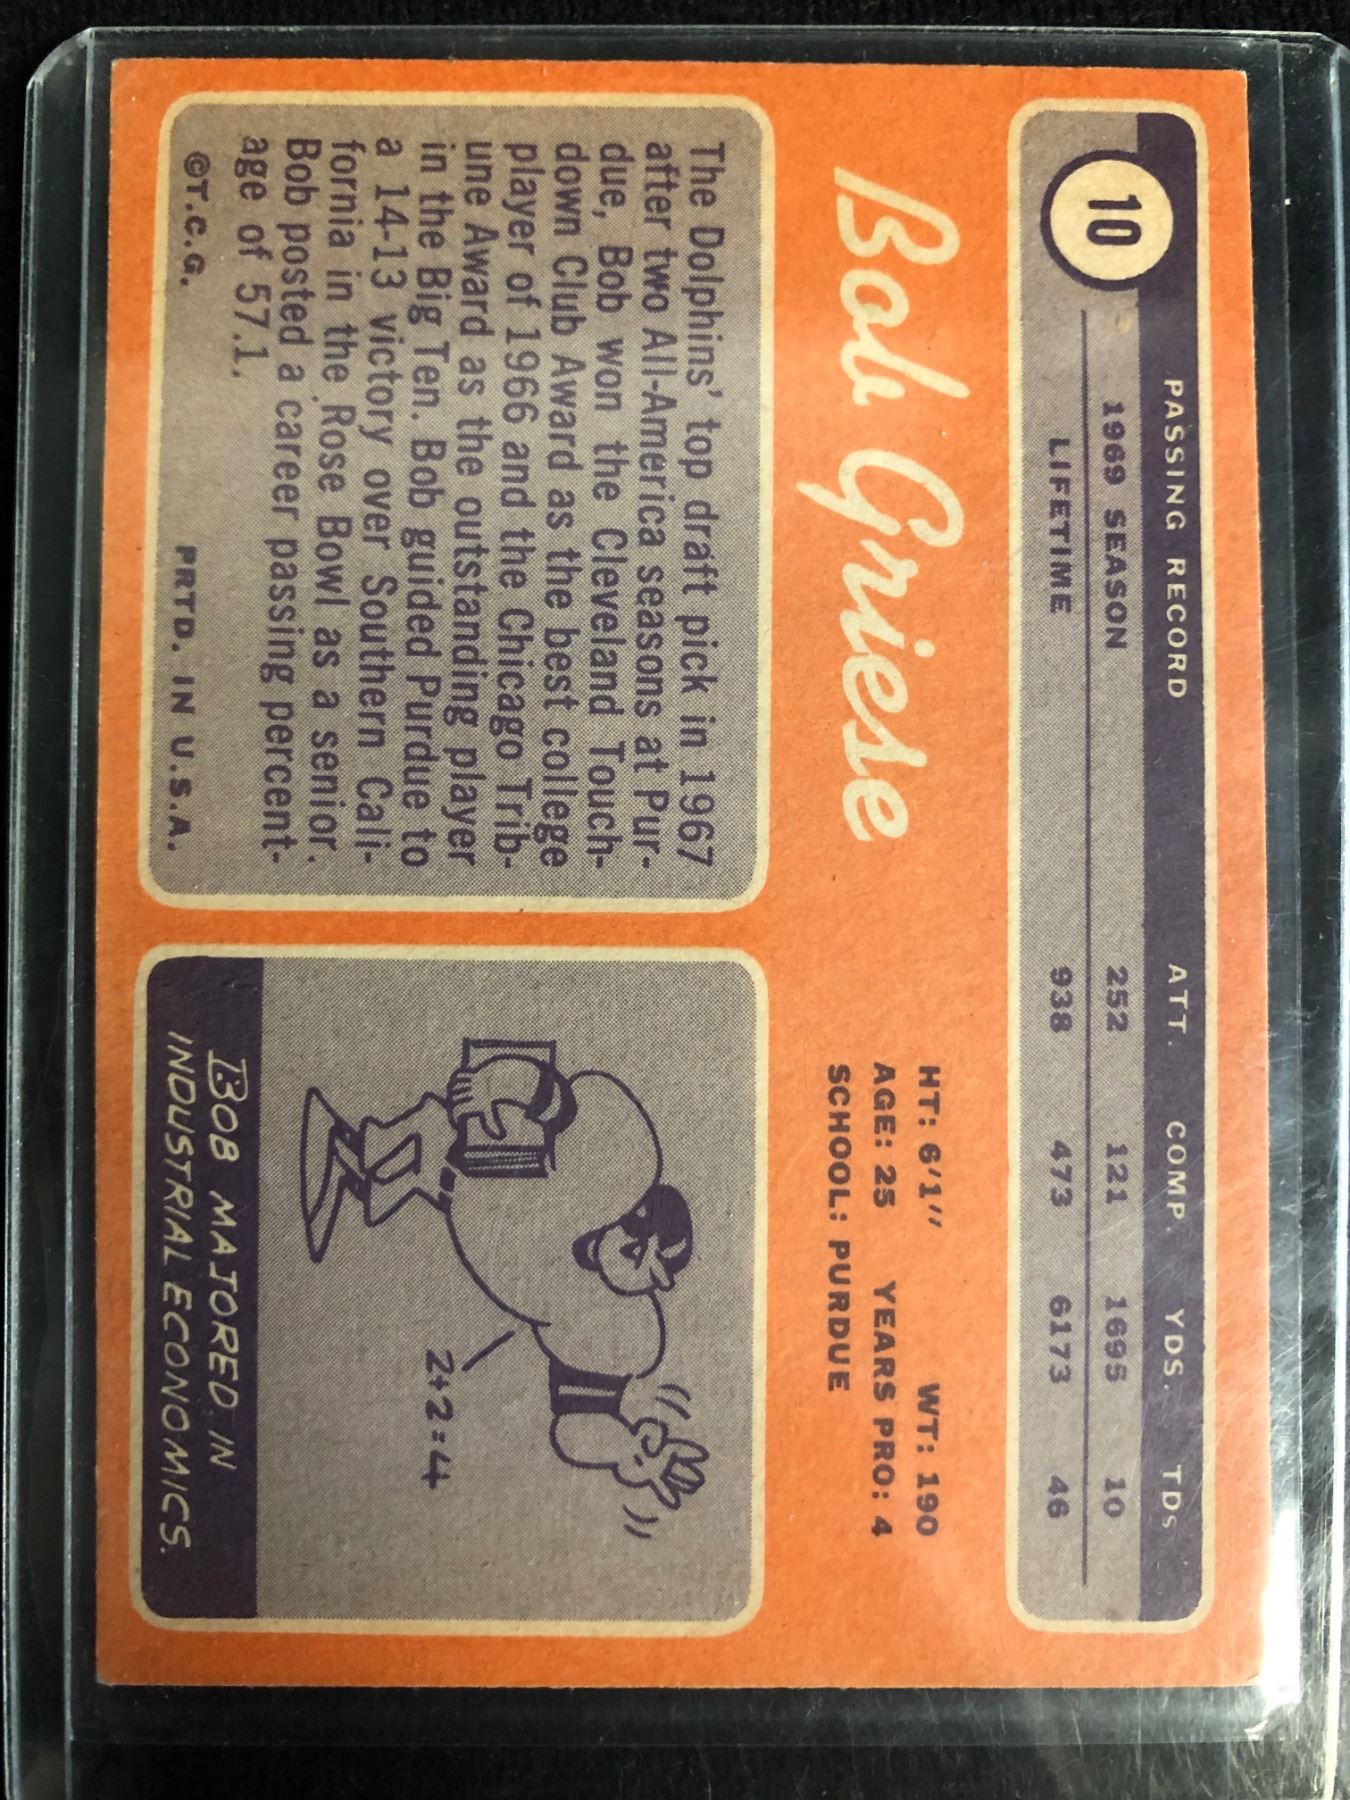 10
PASSING RECORD ATT. COMP. YDS. TDs
1969 SEASON 252 121 1695 10
LIFETIME 938 473 6173 46
Bob Griese
HT: 6'1" WT: 190
AGE: 25 YEARS PRO: 4
SCHOOL: PURDUE
The Dolphins' top draft pick in 1967
after two All-America seasons at Pur-
due, Bob won the Cleveland Touch-
down Club Award as the best college
player of 1966 and the Chicago Trib-
une Award as the outstanding player
in the Big Ten. Bob guided Purdue to
a 14-13 victory over Southern Cali-
fornia in the Rose Bowl as a senior.
Bob posted a career passing percent-
age of 57.1.
©T.C.G. PRTD. IN U.S.A.
2+2=4
BOB MAJORED IN
INDUSTRIAL ECONOMICS.